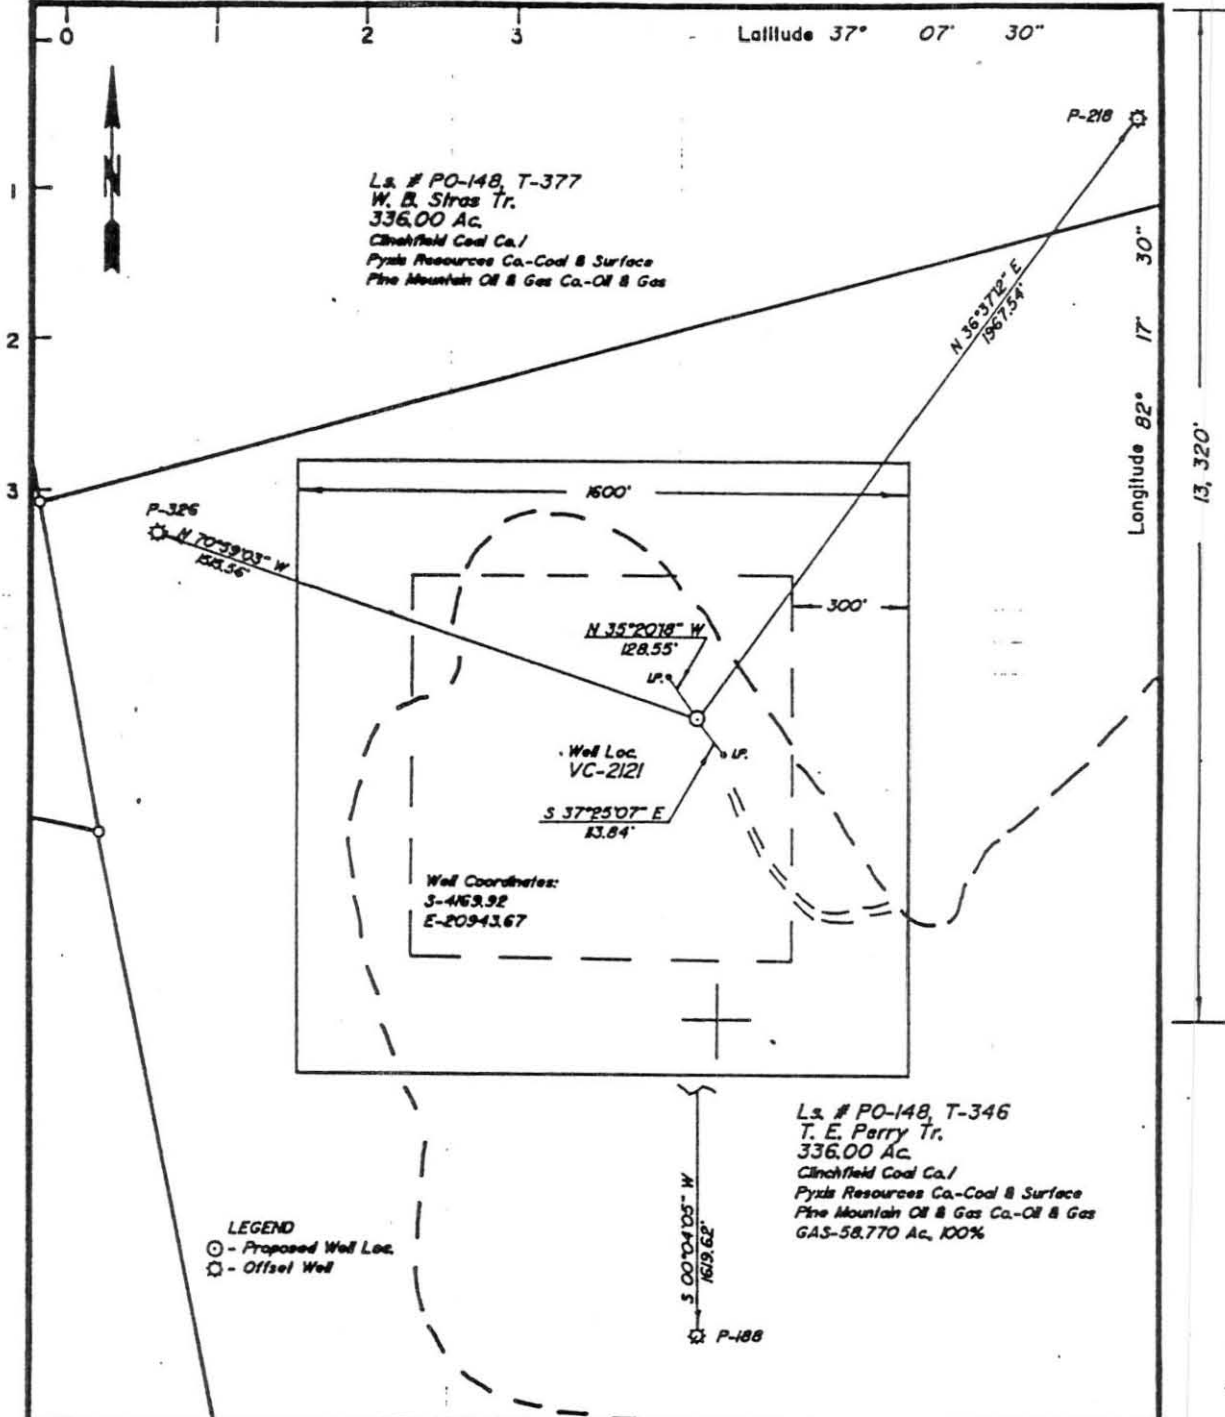 0 1 2 3 Latitude 37° 07' 30"
P-218
N
1
Ls. # PO-148, T-377
W. B. Stras Tr.
336.00 Ac.
Clinchfield Coal Co./
Pyxis Resources Co.-Coal & Surface
Pine Mountain Oil & Gas Co.-Oil & Gas
Longitude 82° 17' 30"
N 36°37'12" E
1967.54'
2
13,320'
3
1600'
P-326
N 70°59'03" W
1515.56'
300'
N 35°20'18" W
128.55'
I.P.
Well Loc.
VC-2121
I.P.
S 37°25'07" E
113.84'
Well Coordinates:
S-4169.92
E-20943.67
Ls. # PO-148, T-346
T. E. Perry Tr.
336.00 Ac.
Clinchfield Coal Co./
Pyxis Resources Co.-Coal & Surface
Pine Mountain Oil & Gas Co.-Oil & Gas
GAS-58.770 Ac., 100%
S 00°04'05" W
1619.62'
LEGEND
- Proposed Well Loc.
- Offset Well
P-188